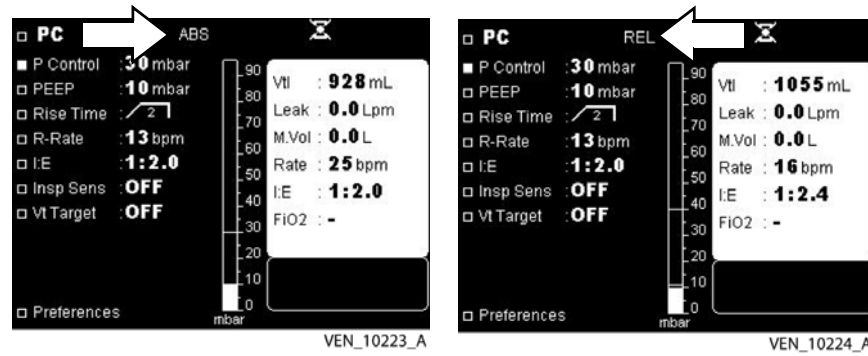 PC ABS
P Control :30 mbar
PEEP :10 mbar
Rise Time : 2
R-Rate :13 bpm
I:E :1:2.0
Insp Sens :OFF
Vt Target :OFF
Preferences
90
80
70
60
50
40
30
20
10
0
mbar
Vtl : 928 mL
Leak : 0.0 Lpm
M.Vol : 0.0 L
Rate : 25 bpm
I:E : 1:2.0
FiO2 : -
VEN_10223_A
PC REL
P Control :30 mbar
PEEP :10 mbar
Rise Time : 2
R-Rate :13 bpm
I:E :1:2.0
Insp Sens :OFF
Vt Target :OFF
Preferences
90
80
70
60
50
40
30
20
10
0
mbar
Vtl : 1055 mL
Leak : 0.0 Lpm
M.Vol : 0.0 L
Rate : 16 bpm
I:E : 1:2.4
FiO2 : -
VEN_10224_A